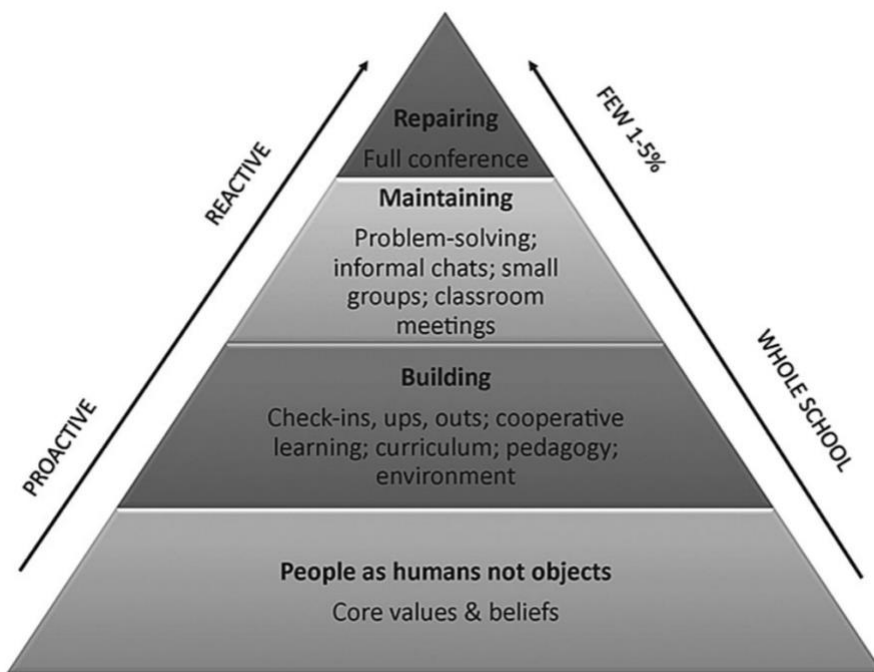 Repairing
Full conference
Maintaining
Problem-solving;
informal chats; small
groups; classroom
meetings
Building
Check-ins, ups, outs; cooperative
learning; curriculum; pedagogy;
environment
People as humans not objects
Core values & beliefs
REACTIVE
PROACTIVE
FEW 1-5%
WHOLE SCHOOL